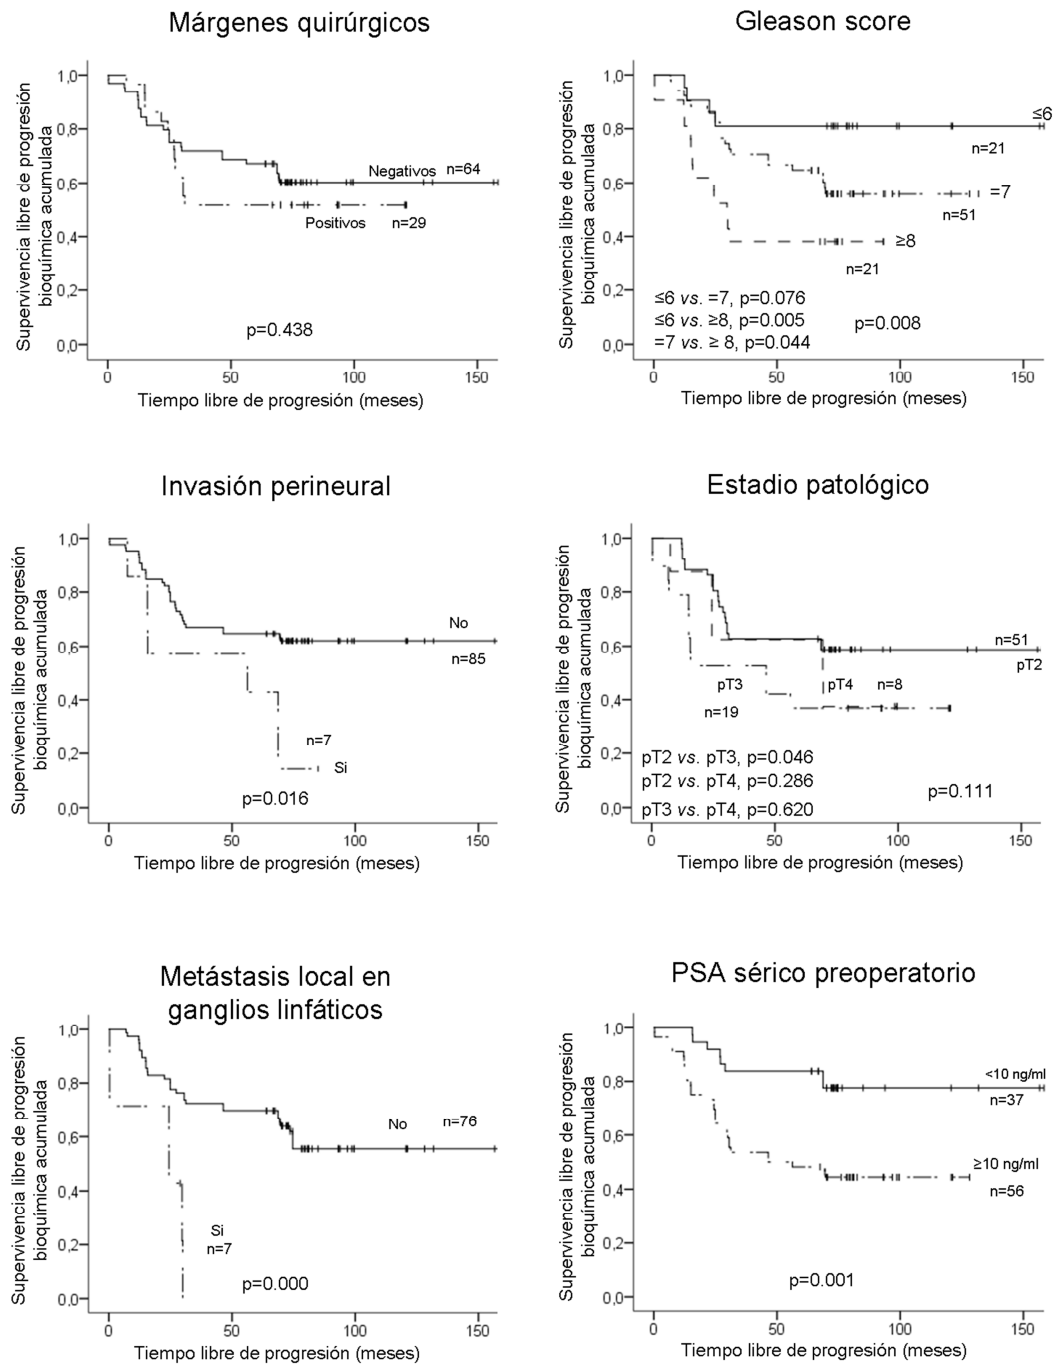 Márgenes quirúrgicos
Supervivencia libre de progresión
bioquímica acumulada
1,0
0,8
0,6
0,4
0,2
0,0
Negativos n=64
Positivos n=29
p=0.438
0 50 100 150
Tiempo libre de progresión (meses)
Gleason score
Supervivencia libre de progresión
bioquímica acumulada
1,0
0,8
0,6
0,4
0,2
0,0
≤6
n=21
=7
n=51
≥8
n=21
≤6 vs. =7, p=0.076
≤6 vs. ≥8, p=0.005
=7 vs. ≥ 8, p=0.044
p=0.008
0 50 100 150
Tiempo libre de progresión (meses)
Invasión perineural
Supervivencia libre de progresión
bioquímica acumulada
1,0
0,8
0,6
0,4
0,2
0,0
No
n=85
n=7
Si
p=0.016
0 50 100 150
Tiempo libre de progresión (meses)
Estadio patológico
Supervivencia libre de progresión
bioquímica acumulada
1,0
0,8
0,6
0,4
0,2
0,0
n=51
pT2
pT3
n=19
pT4 n=8
pT2 vs. pT3, p=0.046
pT2 vs. pT4, p=0.286
pT3 vs. pT4, p=0.620
p=0.111
0 50 100 150
Tiempo libre de progresión (meses)
Metástasis local en
ganglios linfáticos
Supervivencia libre de progresión
bioquímica acumulada
1,0
0,8
0,6
0,4
0,2
0,0
No n=76
Si
n=7
p=0.000
0 50 100 150
Tiempo libre de progresión (meses)
PSA sérico preoperatorio
Supervivencia libre de progresión
bioquímica acumulada
1,0
0,8
0,6
0,4
0,2
0,0
<10 ng/ml
n=37
≥10 ng/ml
n=56
p=0.001
0 50 100 150
Tiempo libre de progresión (meses)